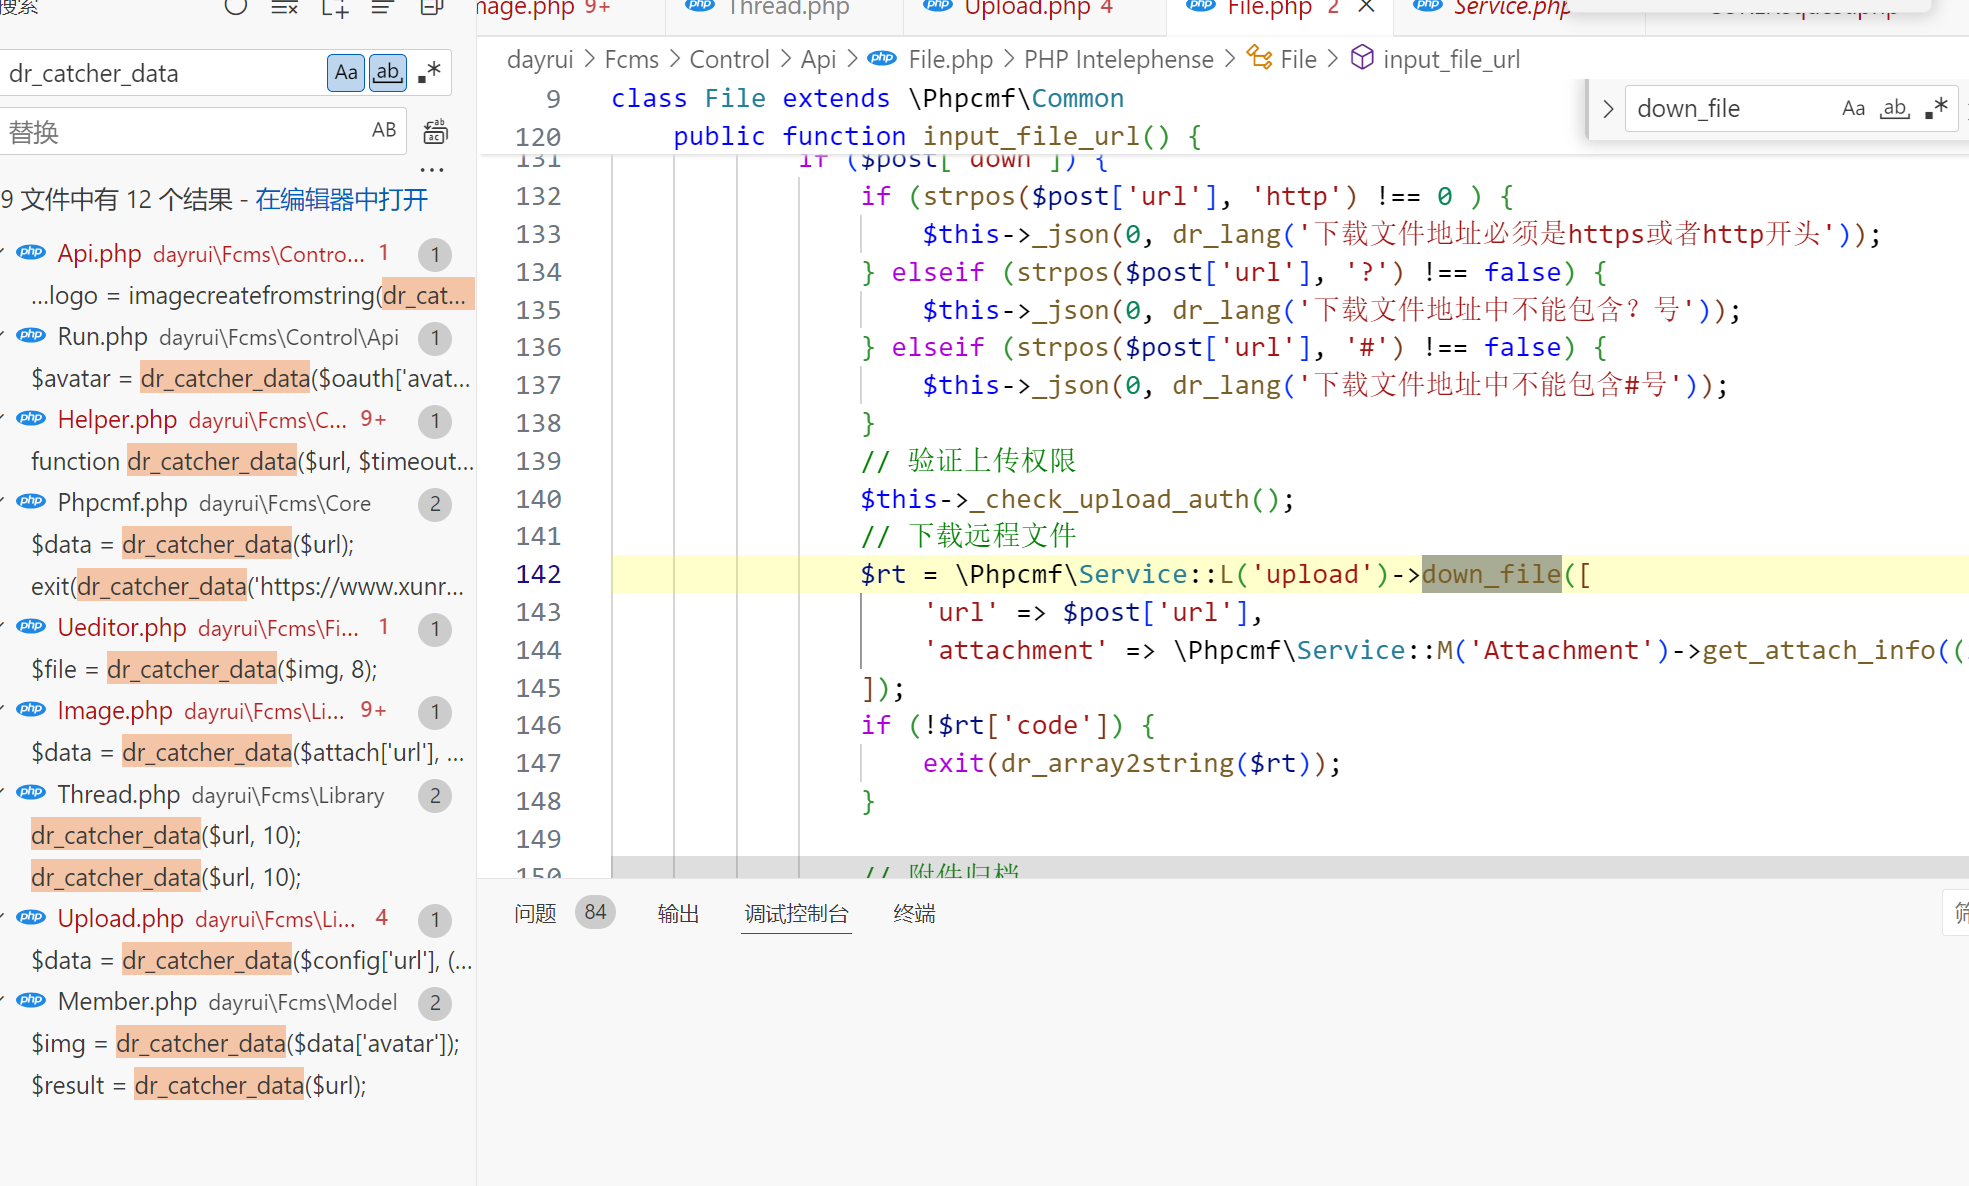 搜索
dr_catcher_data Aa ab .*
替换 AB
...
9 文件中有 12 个结果 - 在编辑器中打开
Api.php dayrui\Fcms\Contro... 1 1
...logo = imagecreatefromstring(dr_cat...
Run.php dayrui\Fcms\Control\Api 1
$avatar = dr_catcher_data($oauth['avat...
Helper.php dayrui\Fcms\C... 9+ 1
function dr_catcher_data($url, $timeout...
Phpcmf.php dayrui\Fcms\Core 2
$data = dr_catcher_data($url);
exit(dr_catcher_data('https://www.xunr...
Ueditor.php dayrui\Fcms\Fi... 1 1
$file = dr_catcher_data($img, 8);
Image.php dayrui\Fcms\Li... 9+ 1
$data = dr_catcher_data($attach['url'], ...
Thread.php dayrui\Fcms\Library 2
dr_catcher_data($url, 10);
dr_catcher_data($url, 10);
Upload.php dayrui\Fcms\Li... 4 1
$data = dr_catcher_data($config['url'], (...
Member.php dayrui\Fcms\Model 2
$img = dr_catcher_data($data['avatar']);
$result = dr_catcher_data($url);
mage.php 9+ Thread.php Upload.php 4 File.php 2 Service.php
dayrui > Fcms > Control > Api > File.php > PHP Intelephense > File > input_file_url
down_file Aa ab .*
9 class File extends \Phpcmf\Common
120 public function input_file_url() {
131 if ($post['down']) {
132 if (strpos($post['url'], 'http') !== 0 ) {
133 $this->_json(0, dr_lang('下载文件地址必须是https或者http开头'));
134 } elseif (strpos($post['url'], '?') !== false) {
135 $this->_json(0, dr_lang('下载文件地址中不能包含？号'));
136 } elseif (strpos($post['url'], '#') !== false) {
137 $this->_json(0, dr_lang('下载文件地址中不能包含#号'));
138 }
139 // 验证上传权限
140 $this->_check_upload_auth();
141 // 下载远程文件
142 $rt = \Phpcmf\Service::L('upload')->down_file([
143 'url' => $post['url'],
144 'attachment' => \Phpcmf\Service::M('Attachment')->get_attach_info((
145 ]);
146 if (!$rt['code']) {
147 exit(dr_array2string($rt));
148 }
149
150 // 附件归档
问题 84 输出 调试控制台 终端
筛